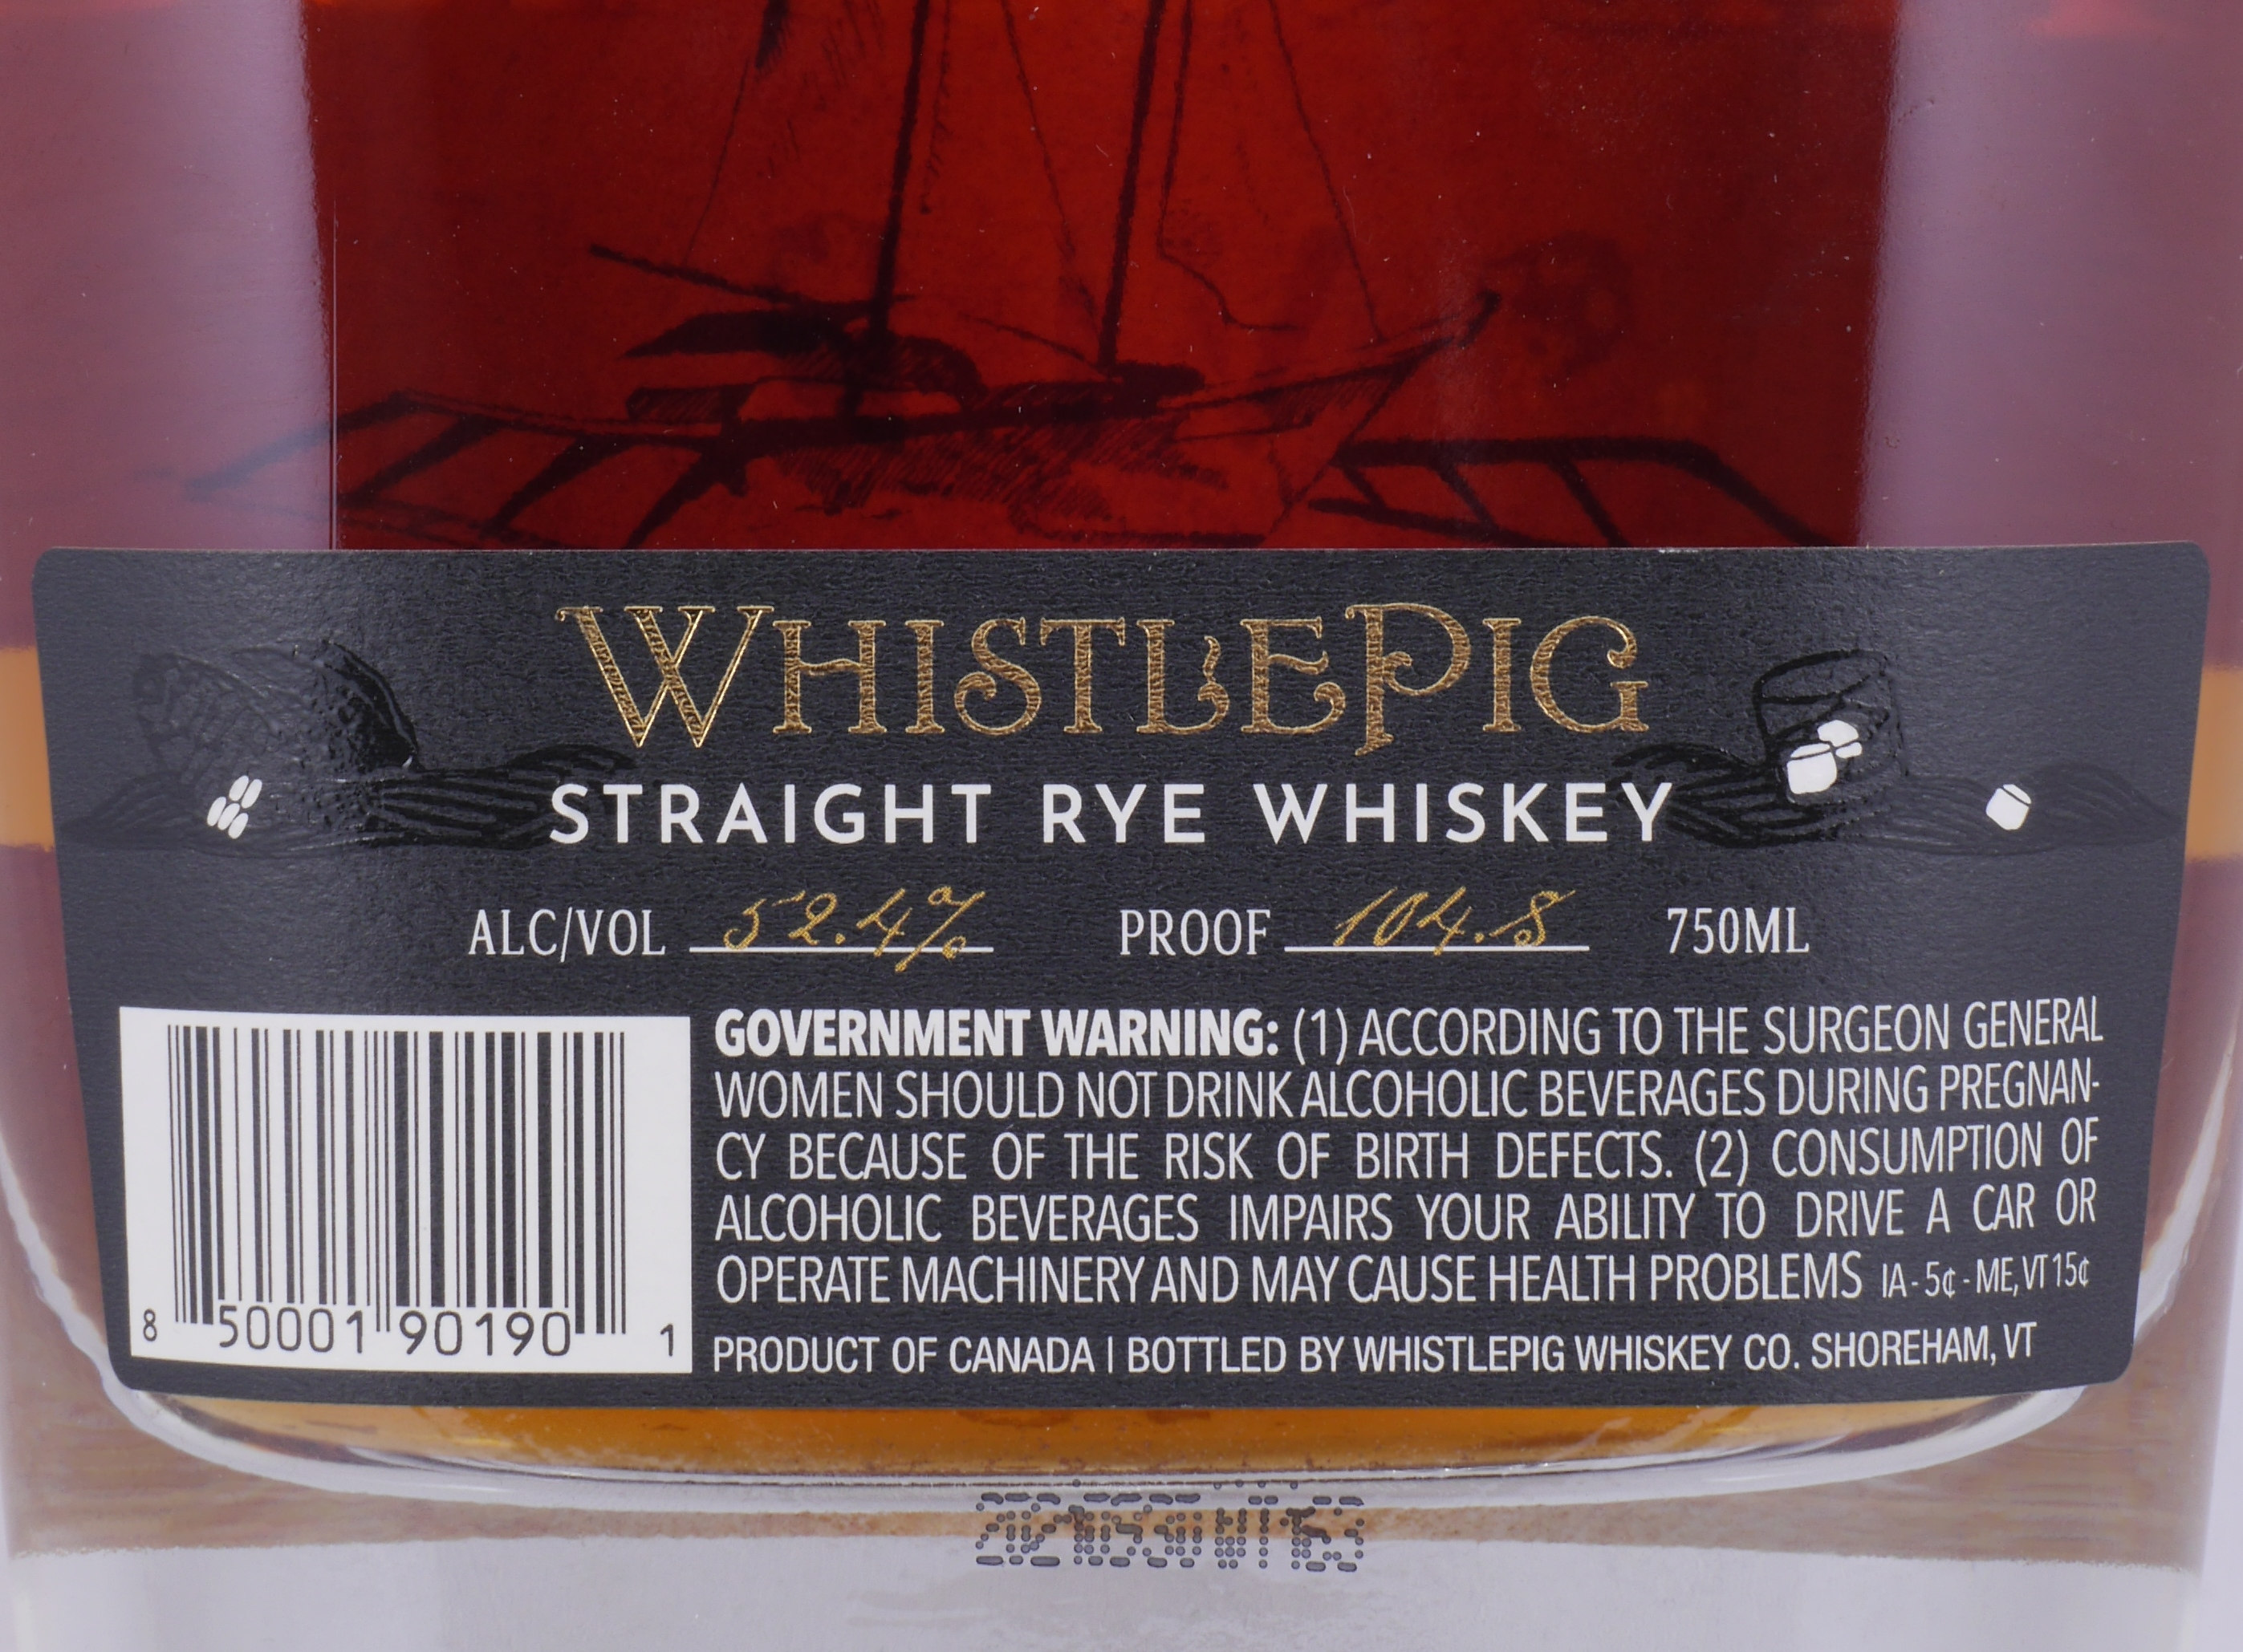 WHISTLEPIG
STRAIGHT RYE WHISKEY
ALC/VOL 52.4% PROOF 104.8 750ML
GOVERNMENT WARNING: (1) ACCORDING TO THE SURGEON GENERAL
WOMEN SHOULD NOT DRINK ALCOHOLIC BEVERAGES DURING PREGNAN-
CY BECAUSE OF THE RISK OF BIRTH DEFECTS. (2) CONSUMPTION OF
ALCOHOLIC BEVERAGES IMPAIRS YOUR ABILITY TO DRIVE A CAR OR
OPERATE MACHINERY AND MAY CAUSE HEALTH PROBLEMS IA - 5¢ - ME, VT 15¢
8 50001 90190 1
PRODUCT OF CANADA | BOTTLED BY WHISTLEPIG WHISKEY CO. SHOREHAM, VT